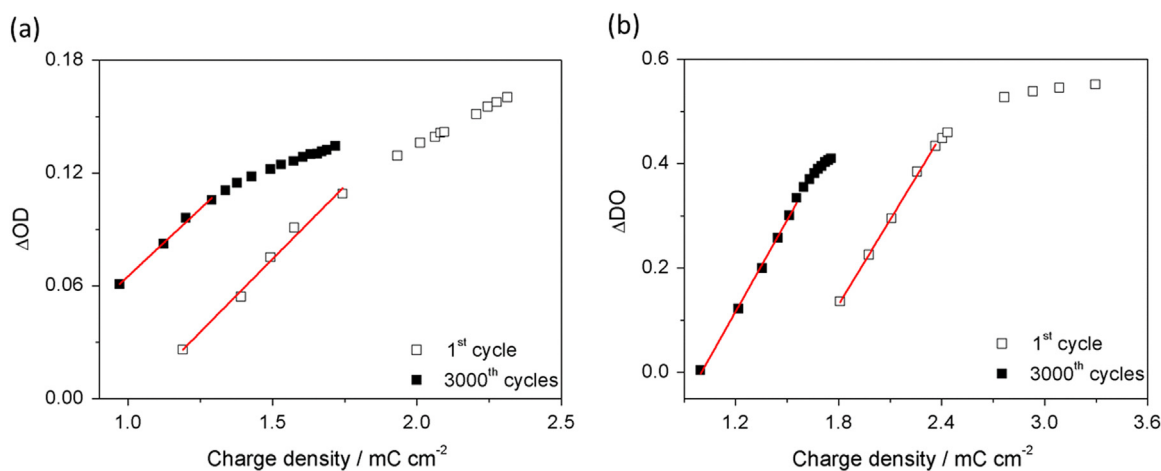 (a)
0.18
0.12
0.06
0.00
ΔOD
1.0 1.5 2.0 2.5
Charge density / mC cm⁻²
1ˢᵗ cycle
3000ᵗʰ cycles
(b)
0.6
0.4
0.2
0.0
ΔDO
1.2 1.8 2.4 3.0 3.6
Charge density / mC cm⁻²
1ˢᵗ cycle
3000ᵗʰ cycles